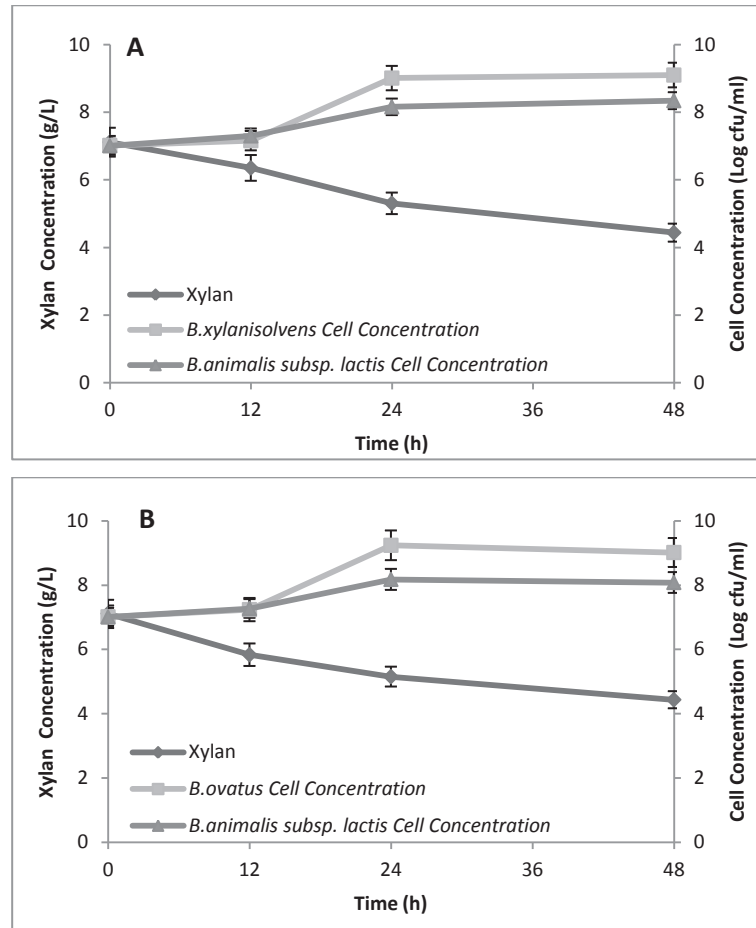 A
10
8
6
4
2
0
Xylan Concentration (g/L)
Xylan
B.xylanisolvens Cell Concentration
B.animalis subsp. lactis Cell Concentration
10
8
6
4
2
0
Cell Concentration (Log cfu/ml)
0 12 24 36 48
Time (h)
B
10
8
6
4
2
0
Xylan Concentration (g/L)
Xylan
B.ovatus Cell Concentration
B.animalis subsp. lactis Cell Concentration
10
8
6
4
2
0
Cell Concentration (Log cfu/ml)
0 12 24 36 48
Time (h)